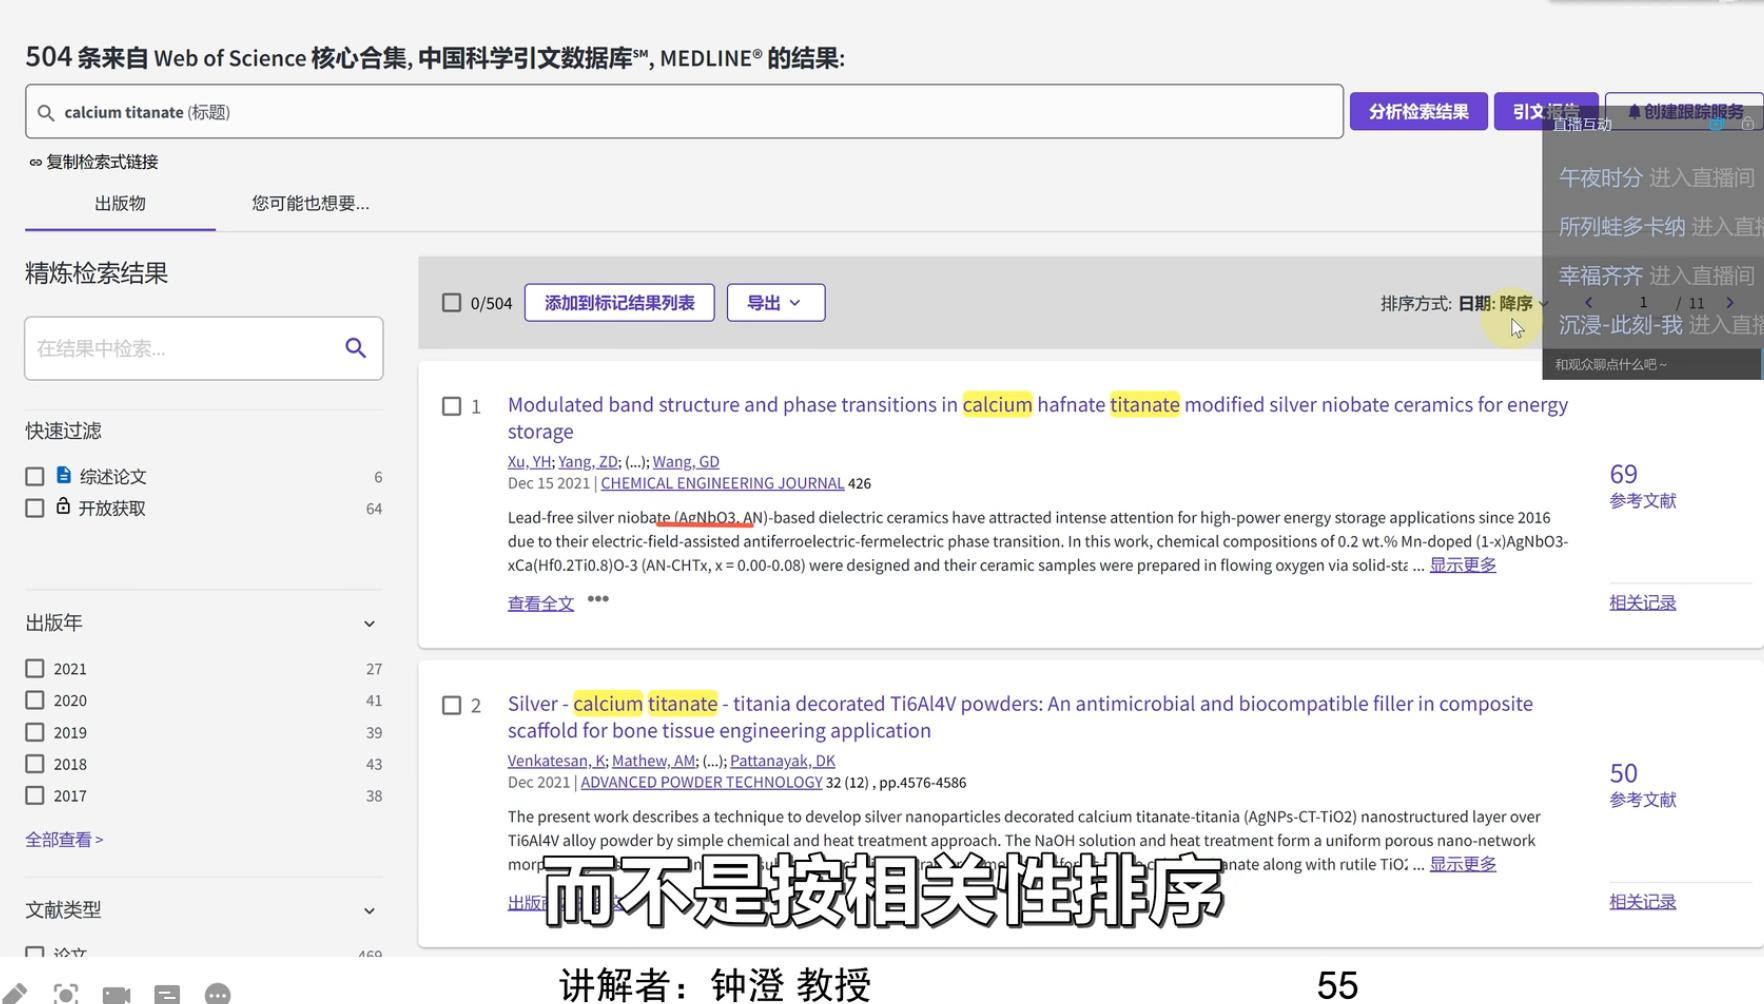 504 条来自 Web of Science 核心合集, 中国科学引文数据库℠, MEDLINE® 的结果:
calcium titanate (标题)
分析检索结果
引文报告
创建跟踪服务
直播互动
复制检索式链接
午夜时分 进入直播间
出版物
您可能也想要...
所列蛙多卡纳 进入直播
精炼检索结果
幸福齐齐 进入直播间
0/504
添加到标记结果列表
导出
排序方式: 日期: 降序
1 / 11
沉浸-此刻-我 进入直播
在结果中检索...
和观众聊点什么吧~
1
Modulated band structure and phase transitions in calcium hafnate titanate modified silver niobate ceramics for energy
storage
快速过滤
Xu, YH; Yang, ZD; (...); Wang, GD
69
综述论文 6
Dec 15 2021 | CHEMICAL ENGINEERING JOURNAL 426
参考文献
开放获取 64
Lead-free silver niobate (AgNbO3, AN)-based dielectric ceramics have attracted intense attention for high-power energy storage applications since 2016
due to their electric-field-assisted antiferroelectric-fermelectric phase transition. In this work, chemical compositions of 0.2 wt.% Mn-doped (1-x)AgNbO3-
xCa(Hf0.2Ti0.8)O-3 (AN-CHTx, x = 0.00-0.08) were designed and their ceramic samples were prepared in flowing oxygen via solid-sta ... 显示更多
查看全文
相关记录
出版年
2021 27
2020 41
2019 39
2018 43
2017 38
全部查看 >
2
Silver - calcium titanate - titania decorated Ti6Al4V powders: An antimicrobial and biocompatible filler in composite
scaffold for bone tissue engineering application
Venkatesan, K; Mathew, AM; (...); Pattanayak, DK
50
Dec 2021 | ADVANCED POWDER TECHNOLOGY 32 (12) , pp.4576-4586
参考文献
The present work describes a technique to develop silver nanoparticles decorated calcium titanate-titania (AgNPs-CT-TiO2) nanostructured layer over
Ti6Al4V alloy powder by simple chemical and heat treatment approach. The NaOH solution and heat treatment form a uniform porous nano-network
along with rutile TiO2 ... 显示更多
相关记录
而不是按相关性排序
文献类型
论文 469
讲解者：钟澄 教授
55